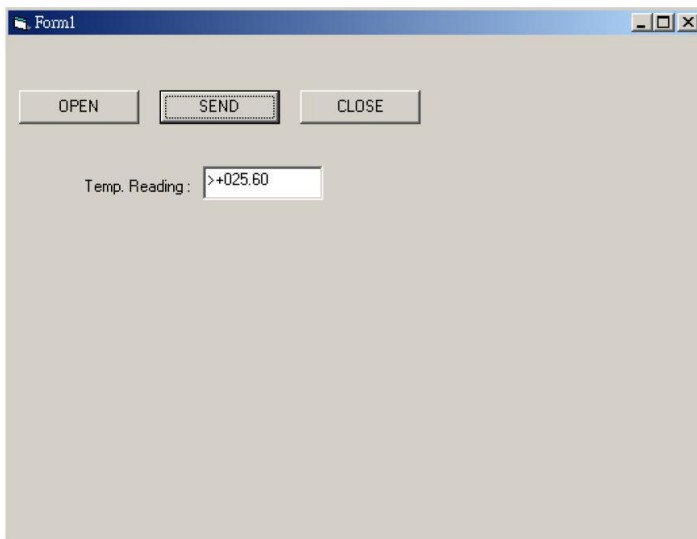 Form1
OPEN SEND CLOSE
Temp. Reading : >+025.60